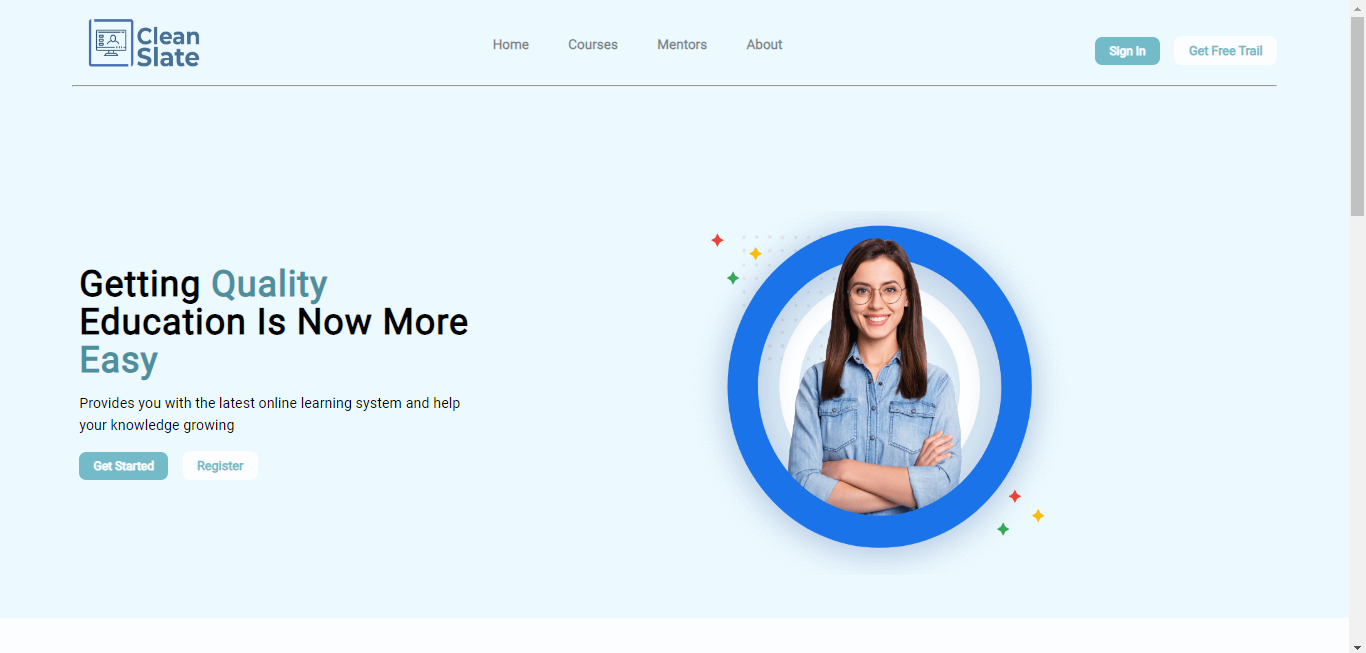 Clean
Slate
Home Courses Mentors About
Sign In Get Free Trail
Getting Quality
Education Is Now More
Easy
Provides you with the latest online learning system and help
your knowledge growing
Get Started Register